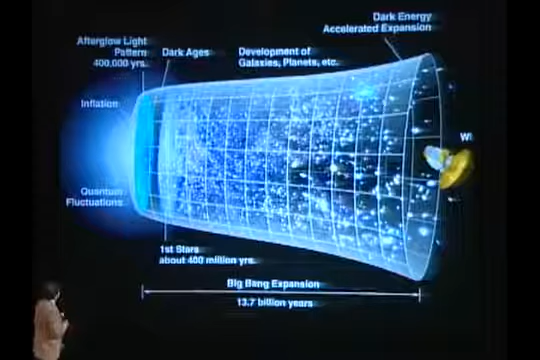 Dark Energy
Accelerated Expansion
Afterglow Light
Pattern
400,000 yrs.
Dark Ages
Development of
Galaxies, Planets, etc.
Inflation
Quantum
Fluctuations
1st Stars
about 400 million yrs.
Big Bang Expansion
13.7 billion years